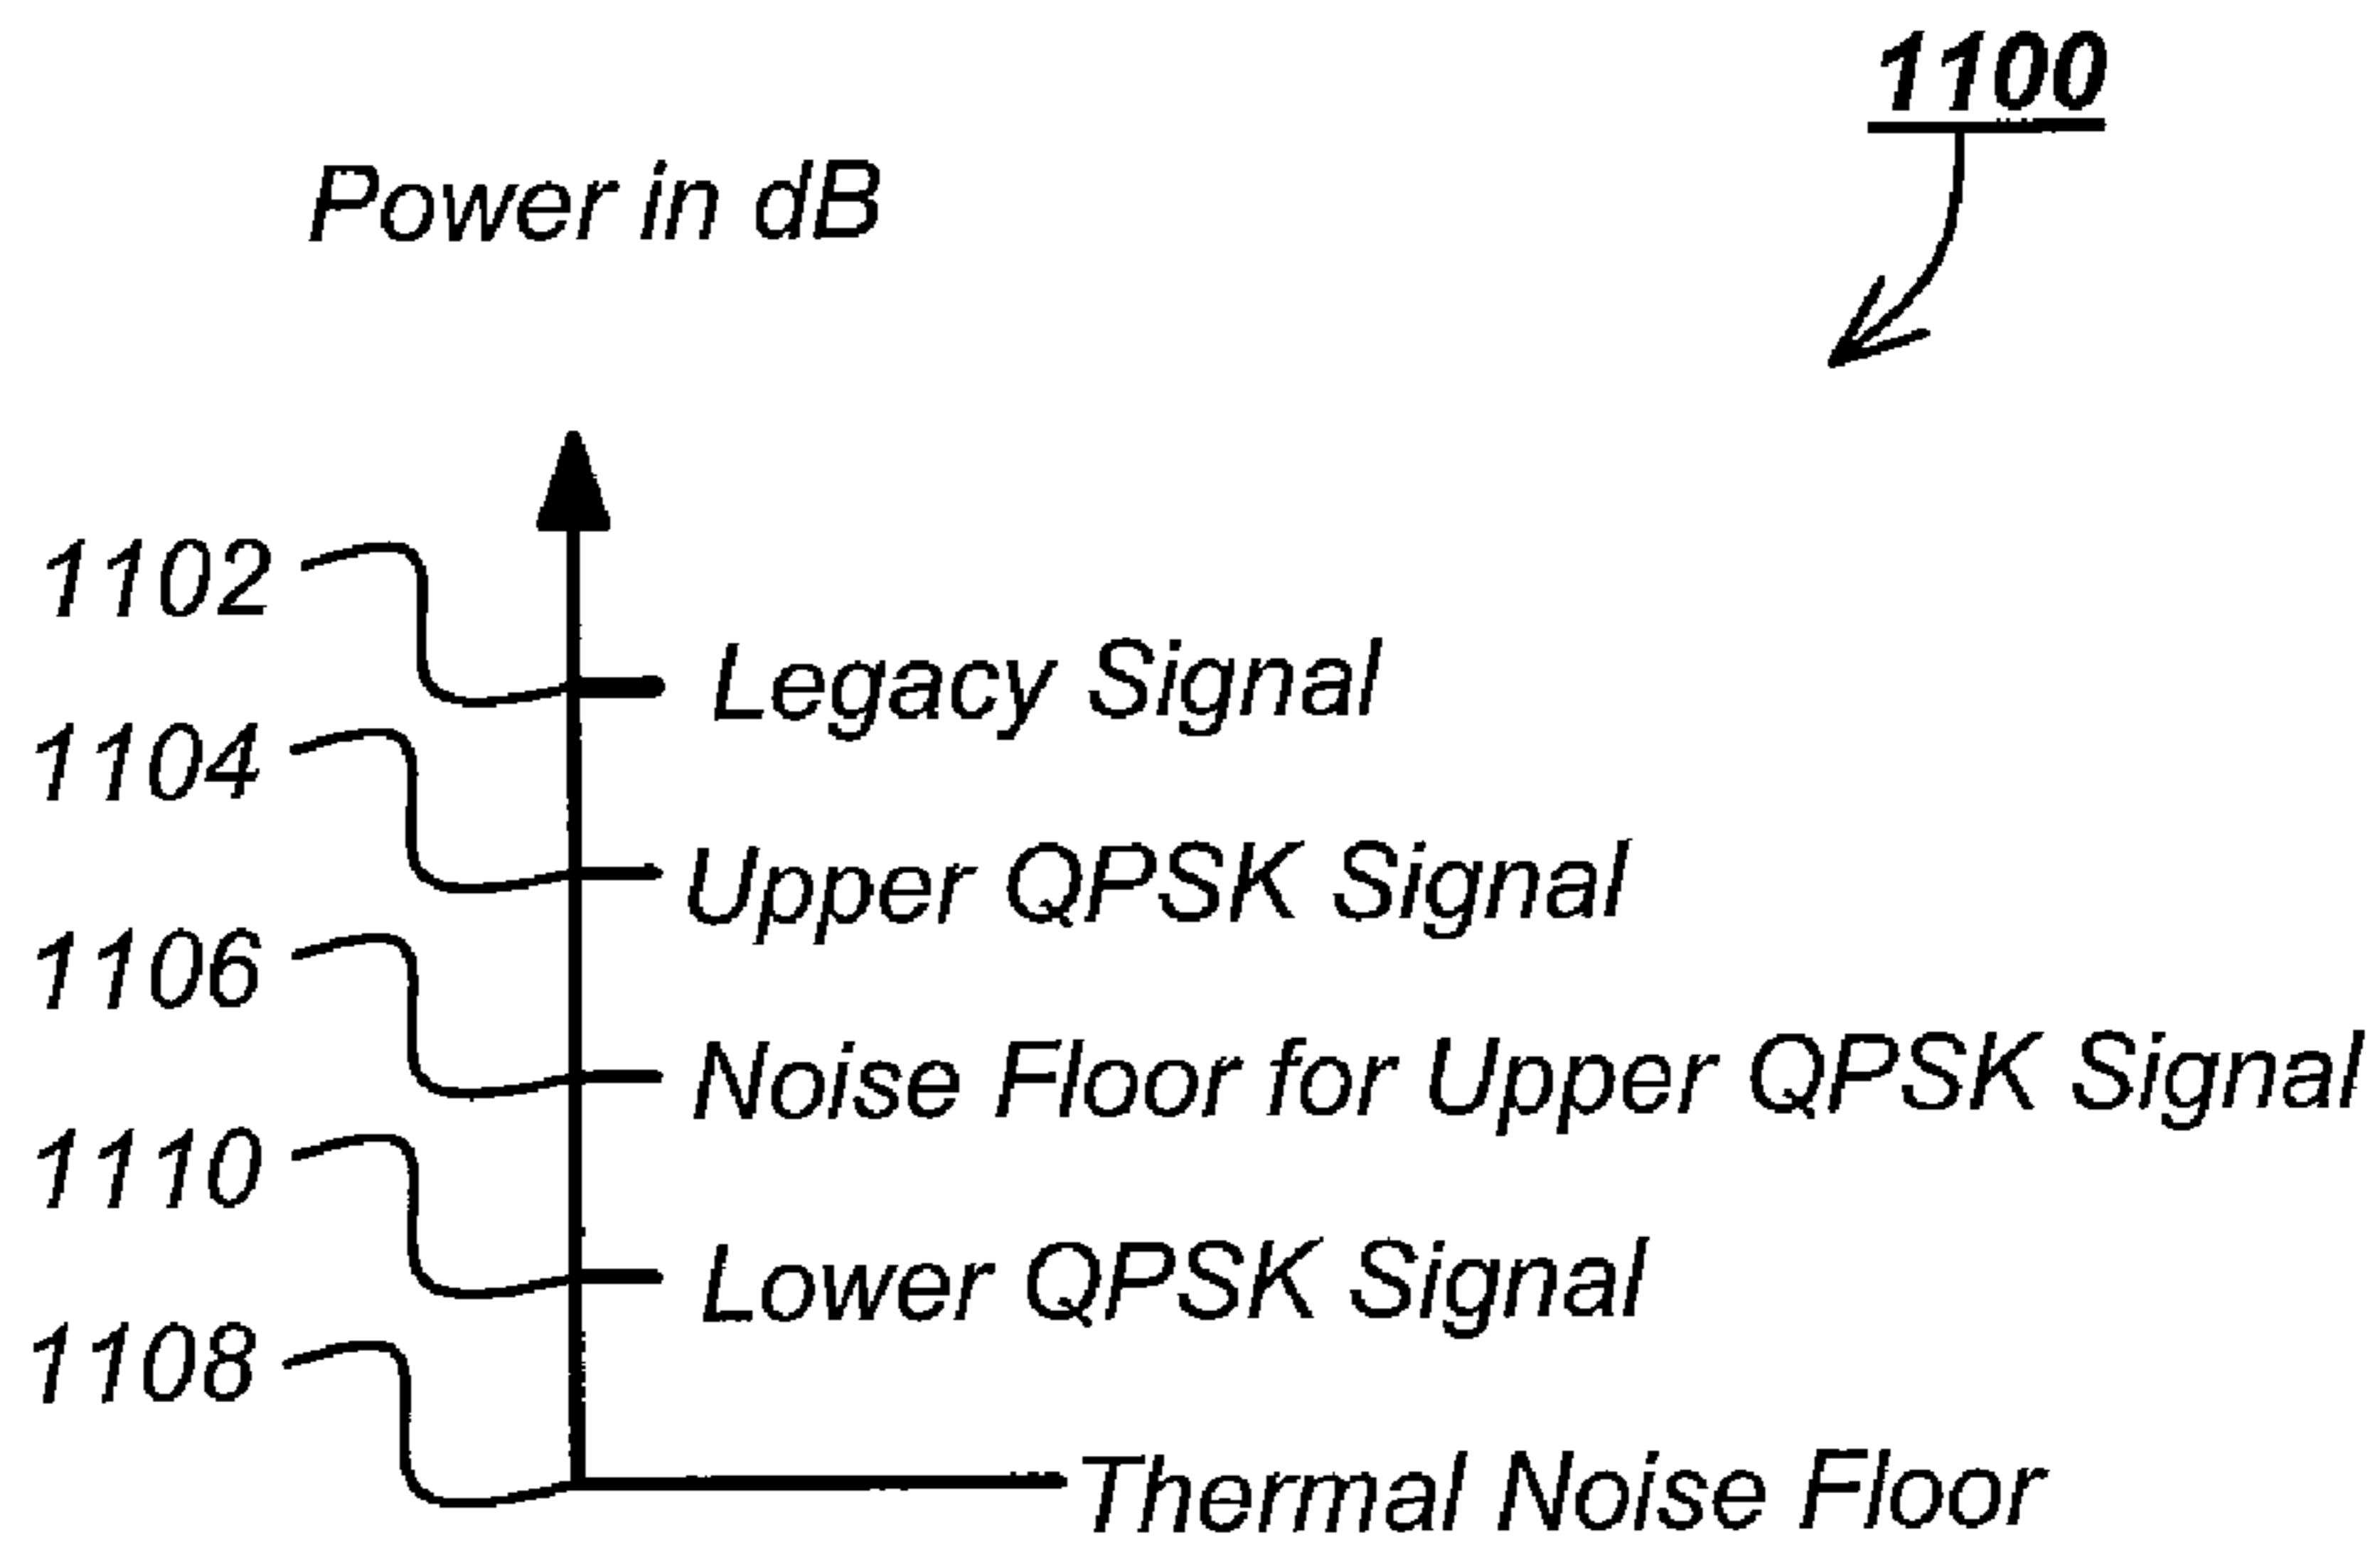 1100
Power in dB
1102
Legacy Signal
1104
Upper QPSK Signal
1106
Noise Floor for Upper QPSK Signal
1110
Lower QPSK Signal
1108
Thermal Noise Floor